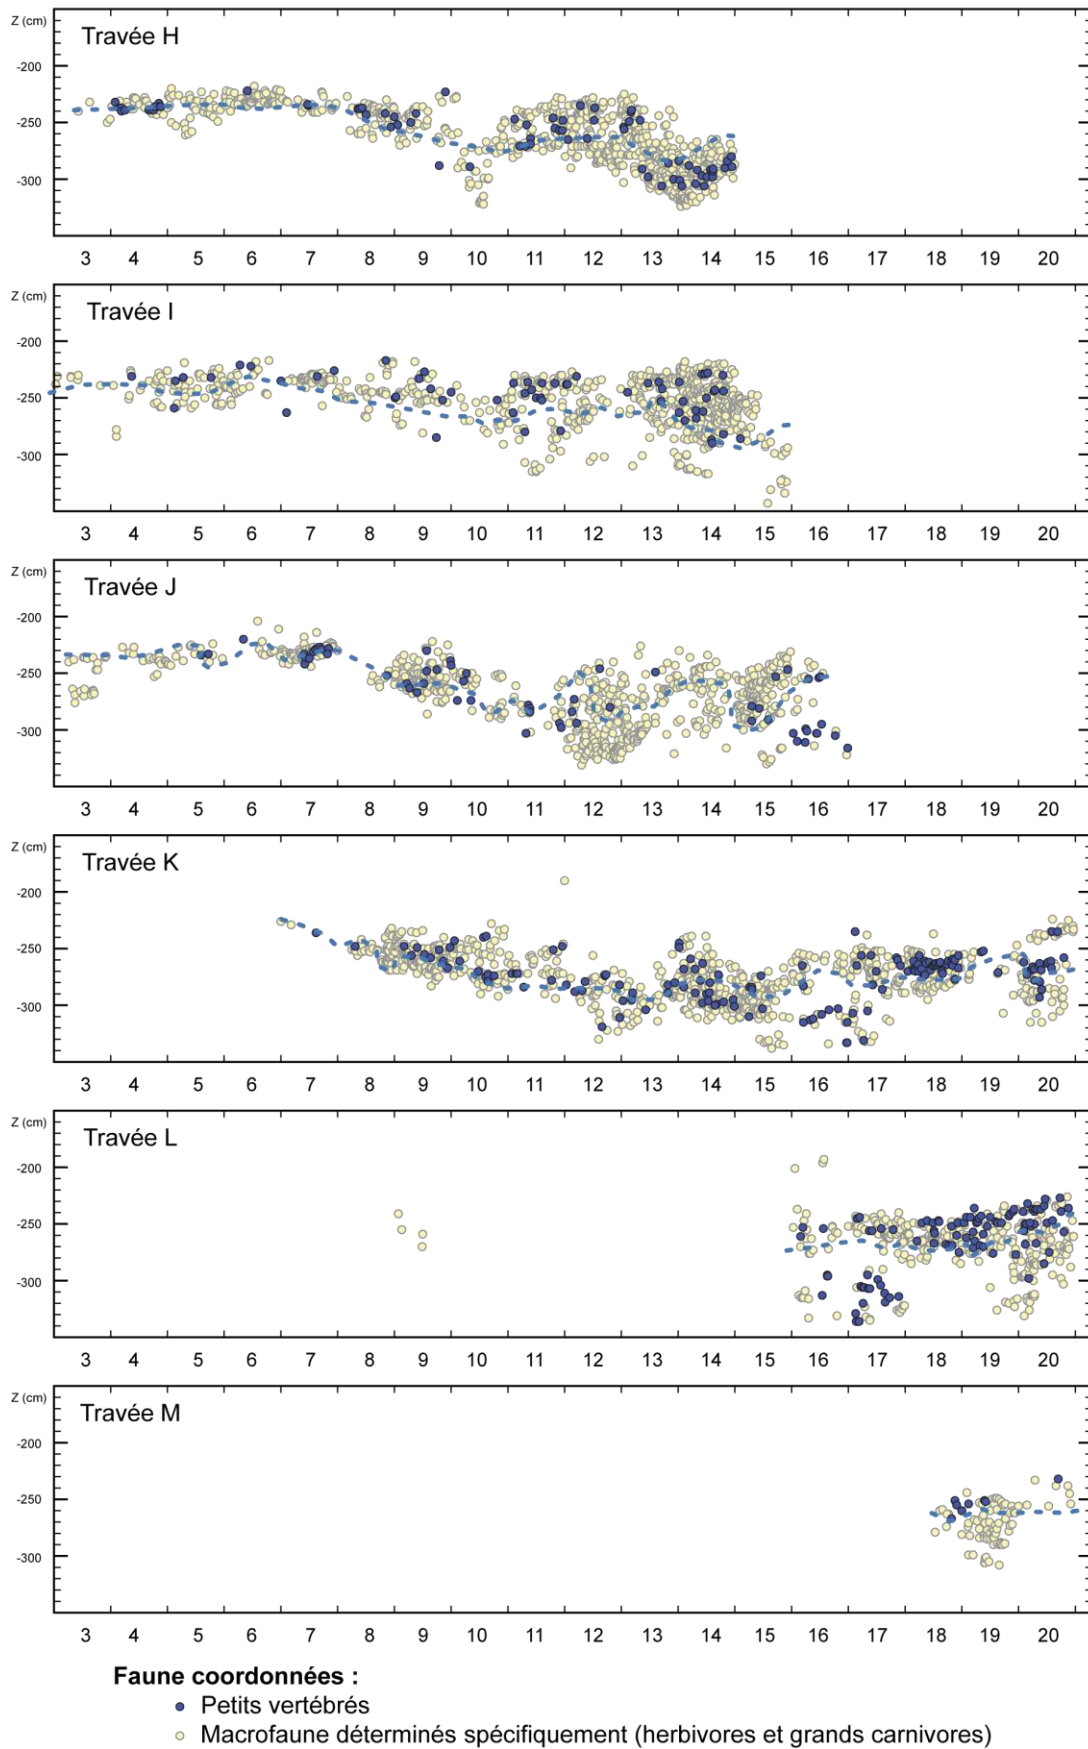 Travée H
Z (cm)
-200
-250
-300
3 4 5 6 7 8 9 10 11 12 13 14 15 16 17 18 19 20
Travée I
Z (cm)
-200
-250
-300
3 4 5 6 7 8 9 10 11 12 13 14 15 16 17 18 19 20
Travée J
Z (cm)
-200
-250
-300
3 4 5 6 7 8 9 10 11 12 13 14 15 16 17 18 19 20
Travée K
Z (cm)
-200
-250
-300
3 4 5 6 7 8 9 10 11 12 13 14 15 16 17 18 19 20
Travée L
Z (cm)
-200
-250
-300
3 4 5 6 7 8 9 10 11 12 13 14 15 16 17 18 19 20
Travée M
Z (cm)
-200
-250
-300
3 4 5 6 7 8 9 10 11 12 13 14 15 16 17 18 19 20
Faune coordonnées :
Petits vertébrés
Macrofaune déterminés spécifiquement (herbivores et grands carnivores)